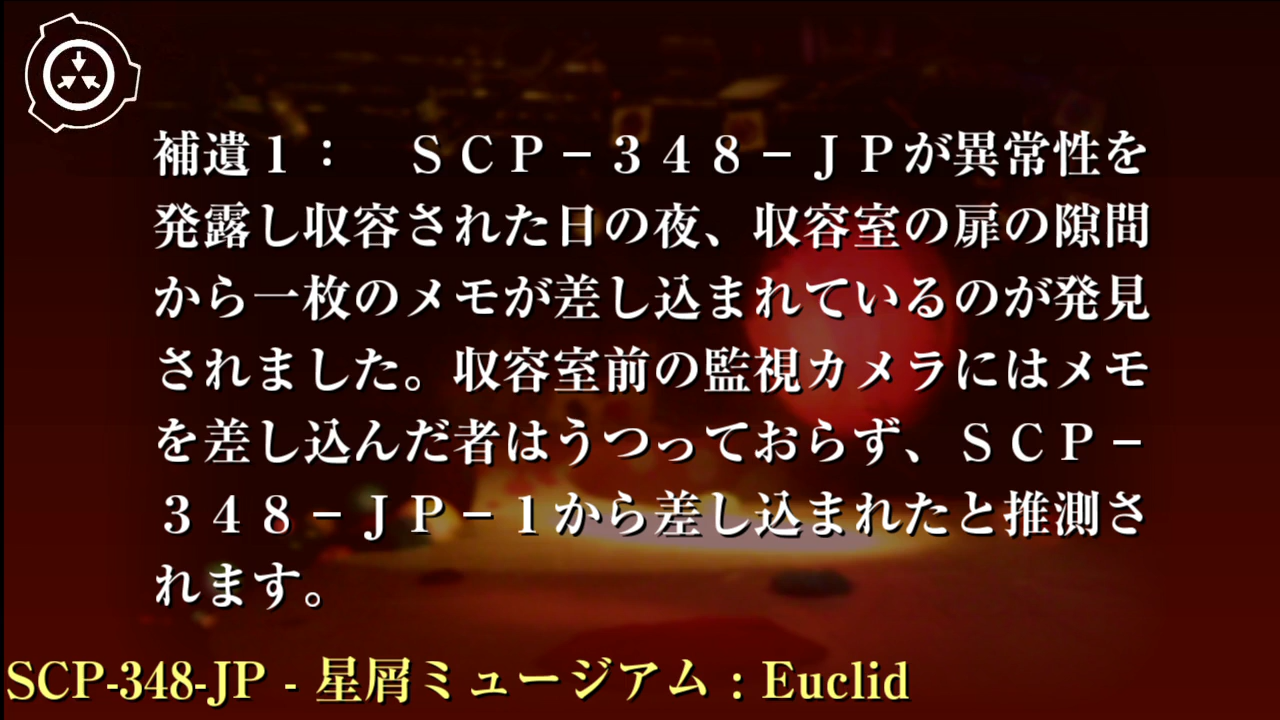 補遺１：　ＳＣＰ－３４８－ＪＰが異常性を
発露し収容された日の夜、収容室の扉の隙間
から一枚のメモが差し込まれているのが発見
されました。収容室前の監視カメラにはメモ
を差し込んだ者はうつっておらず、ＳＣＰ－
３４８－ＪＰ－１から差し込まれたと推測さ
れます。
SCP-348-JP - 星屑ミュージアム : Euclid